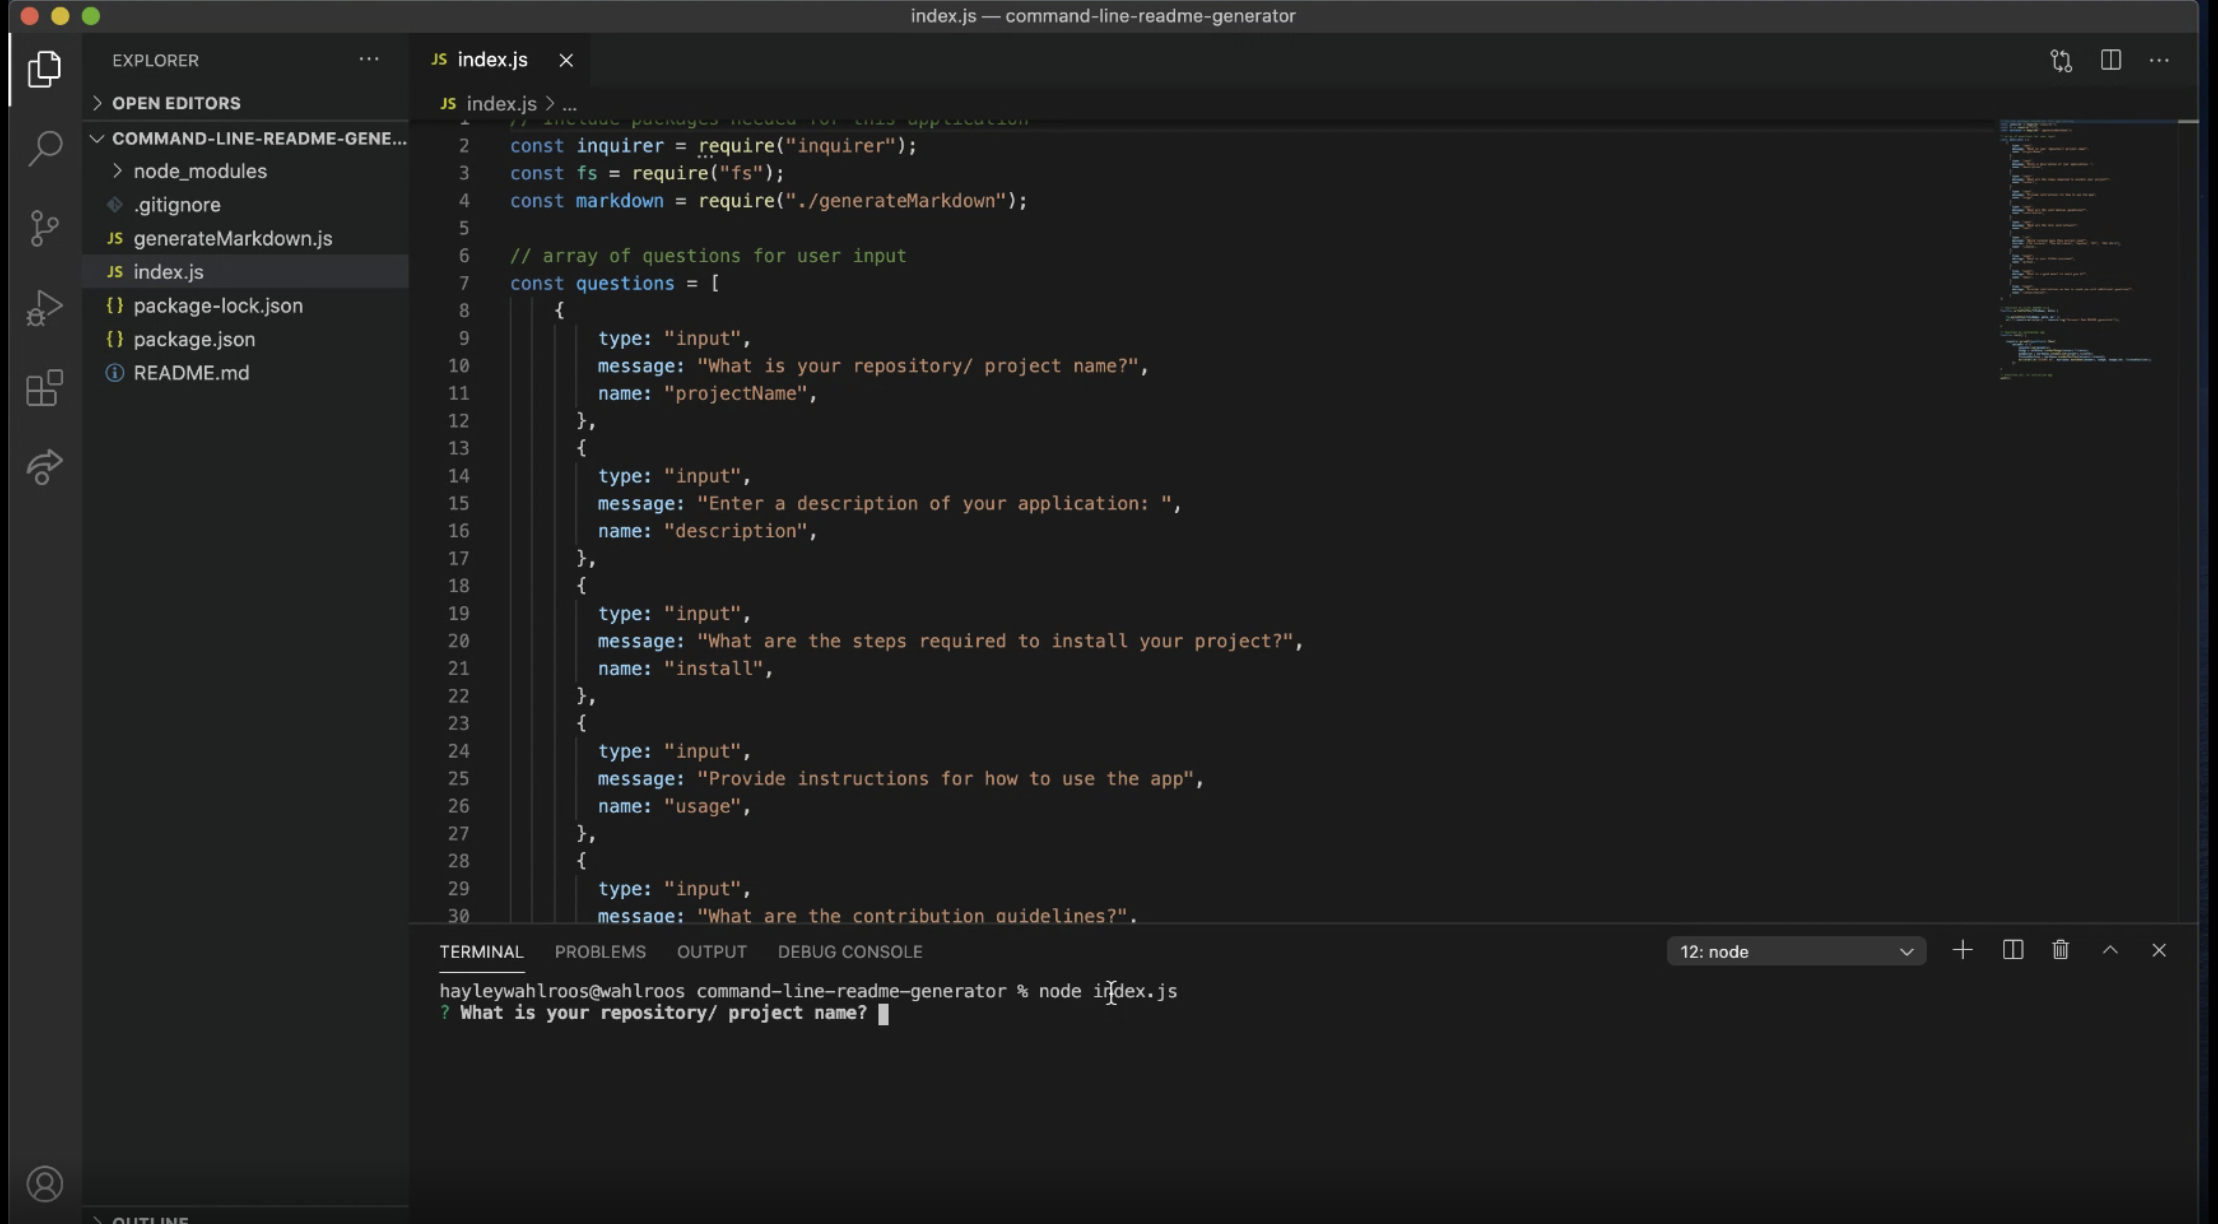 index.js — command-line-readme-generator
EXPLORER
OPEN EDITORS
COMMAND-LINE-README-GENE...
node_modules
.gitignore
JS generateMarkdown.js
JS index.js
{} package-lock.json
{} package.json
README.md
OUTLINE
JS index.js
JS index.js > ...
1 // Include packages needed for this application
2 const inquirer = require("inquirer");
3 const fs = require("fs");
4 const markdown = require("./generateMarkdown");
5
6 // array of questions for user input
7 const questions = [
8 {
9 type: "input",
10 message: "What is your repository/ project name?",
11 name: "projectName",
12 },
13 {
14 type: "input",
15 message: "Enter a description of your application: ",
16 name: "description",
17 },
18 {
19 type: "input",
20 message: "What are the steps required to install your project?",
21 name: "install",
22 },
23 {
24 type: "input",
25 message: "Provide instructions for how to use the app",
26 name: "usage",
27 },
28 {
29 type: "input",
30 message: "What are the contribution guidelines?",
TERMINAL PROBLEMS OUTPUT DEBUG CONSOLE 12: node
hayleywahlroos@wahlroos command-line-readme-generator % node index.js
? What is your repository/ project name?